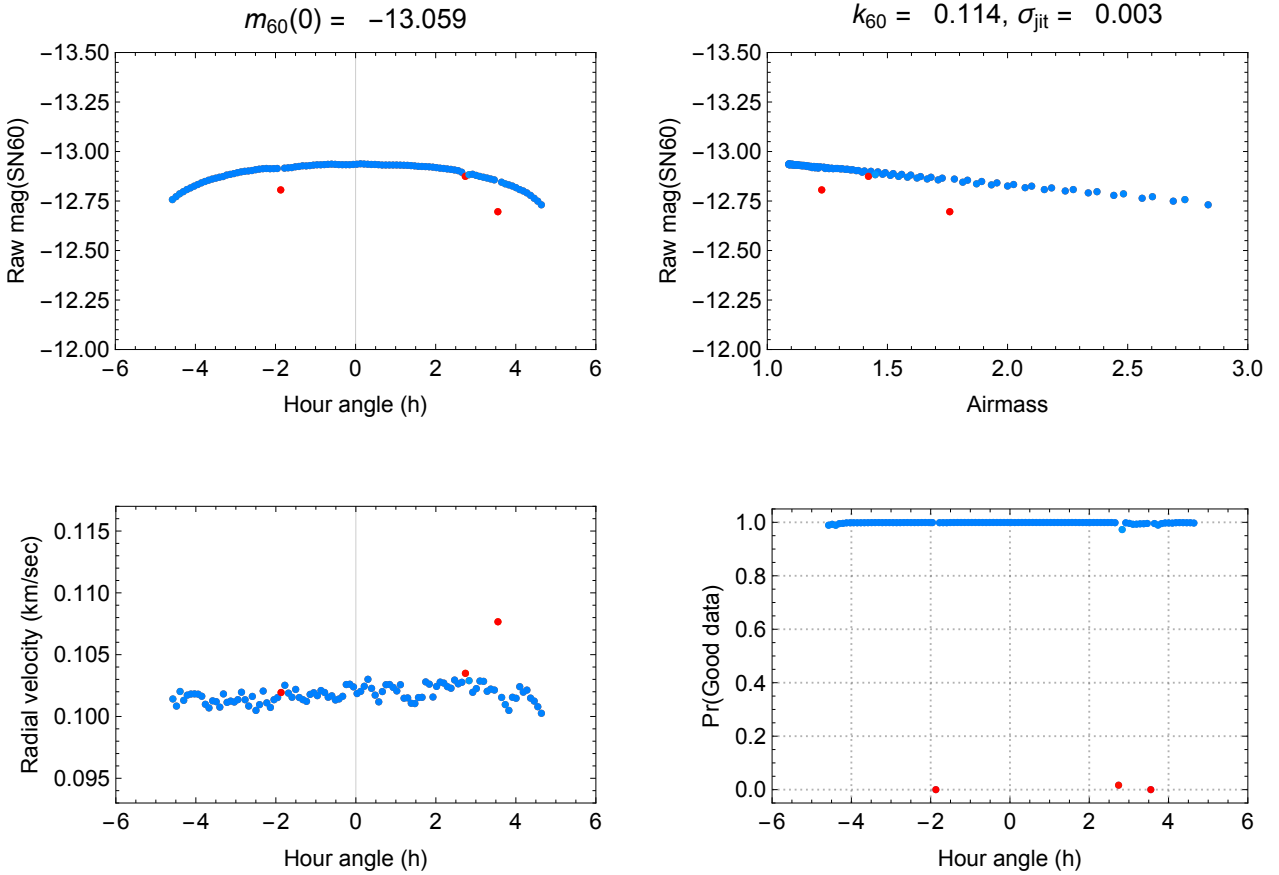 m60(0) = −13.059
−13.50
−13.25
−13.00
−12.75
−12.50
−12.25
−12.00
Raw mag(SN60)
−6 −4 −2 0 2 4 6
Hour angle (h)
k60 = 0.114, σjit = 0.003
−13.50
−13.25
−13.00
−12.75
−12.50
−12.25
−12.00
Raw mag(SN60)
1.0 1.5 2.0 2.5 3.0
Airmass
0.115
0.110
0.105
0.100
0.095
Radial velocity (km/sec)
−6 −4 −2 0 2 4 6
Hour angle (h)
1.0
0.8
0.6
0.4
0.2
0.0
Pr(Good data)
−6 −4 −2 0 2 4 6
Hour angle (h)